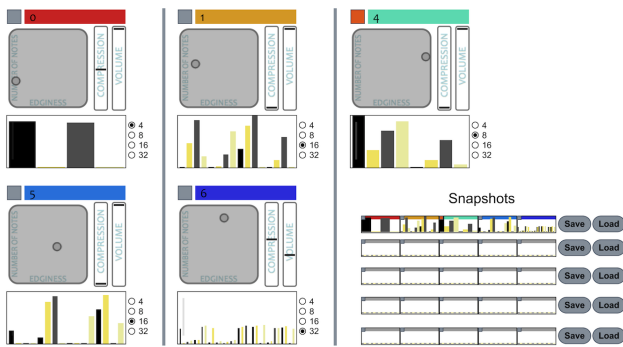 0
NUMBER OF NOTES
EDGINESS
COMPRESSION
VOLUME
4
8
16
32
1
NUMBER OF NOTES
EDGINESS
COMPRESSION
VOLUME
4
8
16
32
4
NUMBER OF NOTES
EDGINESS
COMPRESSION
VOLUME
4
8
16
32
5
NUMBER OF NOTES
EDGINESS
COMPRESSION
VOLUME
4
8
16
32
6
NUMBER OF NOTES
EDGINESS
COMPRESSION
VOLUME
4
8
16
32
Snapshots
Save Load
Save Load
Save Load
Save Load
Save Load